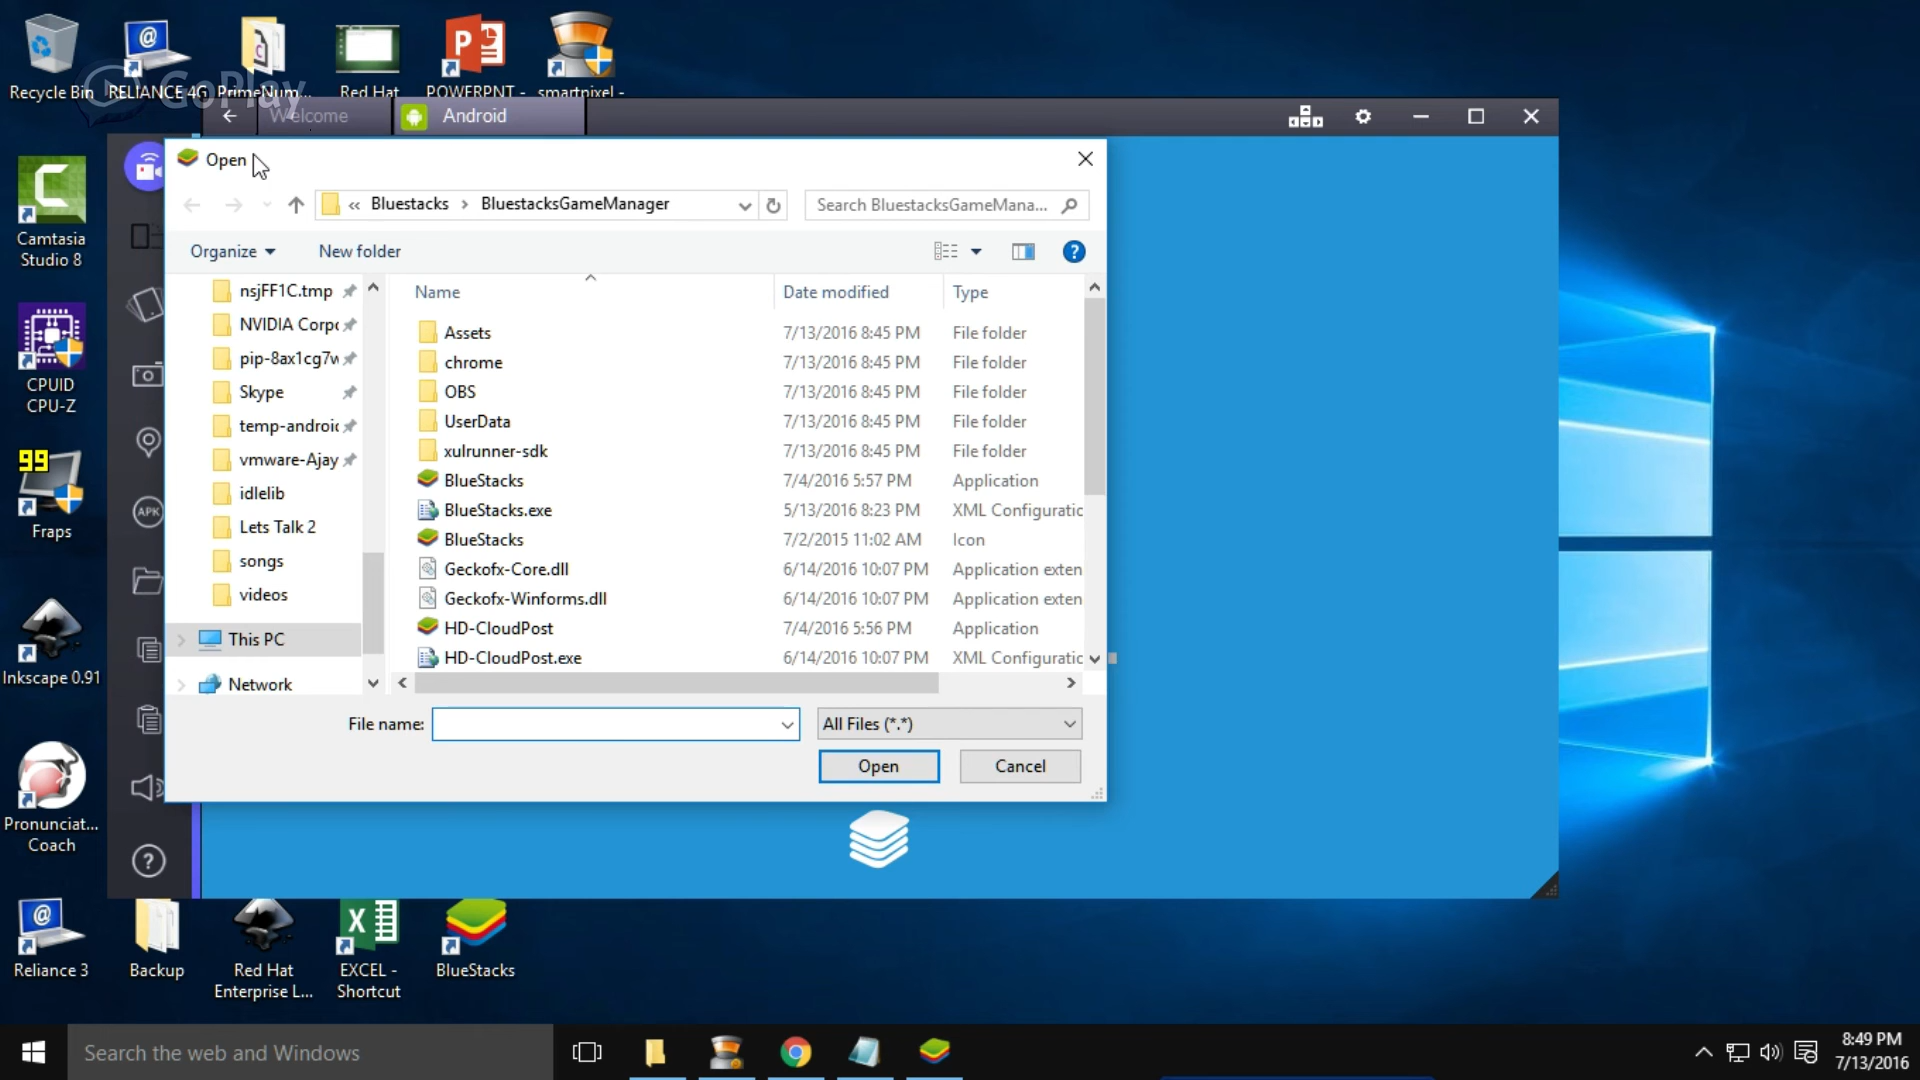 Recycle Bin
RELIANCE 4G
PrimeNum...
Red Hat
POWERPNT -
smartpixel -
GoPlay
Welcome
Android
Open
« Bluestacks > BluestacksGameManager
Search BluestacksGameMana...
Organize
New folder
Name
Date modified
Type
nsjFF1C.tmp
NVIDIA Corpo
pip-8ax1cg7w
Skype
temp-android
vmware-Ajay
idlelib
Lets Talk 2
songs
videos
This PC
Network
Assets 7/13/2016 8:45 PM File folder
chrome 7/13/2016 8:45 PM File folder
OBS 7/13/2016 8:45 PM File folder
UserData 7/13/2016 8:45 PM File folder
xulrunner-sdk 7/13/2016 8:45 PM File folder
BlueStacks 7/4/2016 5:57 PM Application
BlueStacks.exe 5/13/2016 8:23 PM XML Configuratic
BlueStacks 7/2/2015 11:02 AM Icon
Geckofx-Core.dll 6/14/2016 10:07 PM Application exten
Geckofx-Winforms.dll 6/14/2016 10:07 PM Application exten
HD-CloudPost 7/4/2016 5:56 PM Application
HD-CloudPost.exe 6/14/2016 10:07 PM XML Configuratic
File name:
All Files (*.*)
Open
Cancel
APK
Camtasia
Studio 8
CPUID
CPU-Z
99
Fraps
Inkscape 0.91
Pronunciat...
Coach
Reliance 3
Backup
Red Hat
Enterprise L...
EXCEL -
Shortcut
BlueStacks
Search the web and Windows
8:49 PM
7/13/2016